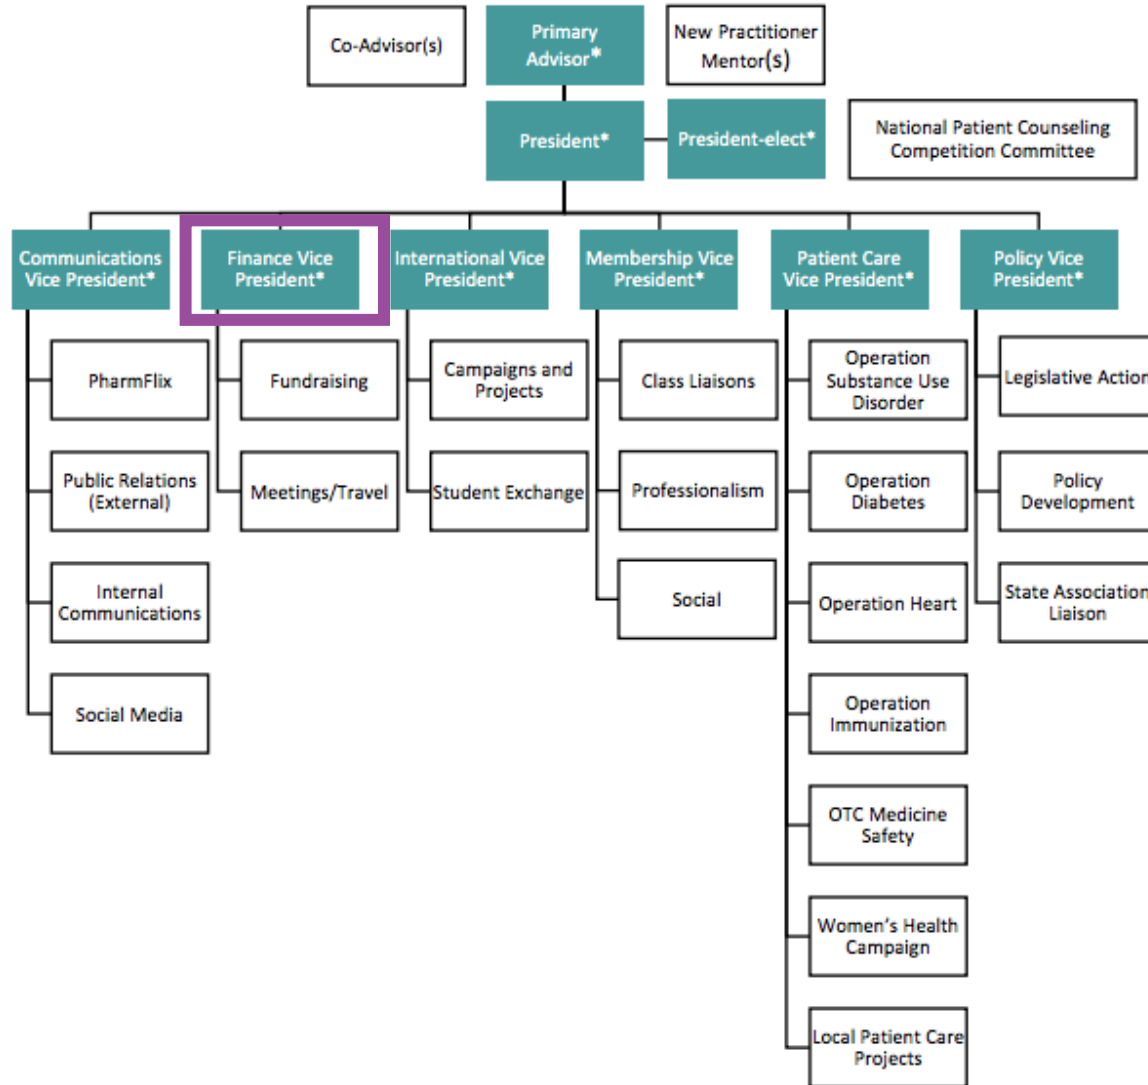 Co-Advisor(s)
Primary
Advisor*
New Practitioner
Mentor(s)
President*
President-elect*
National Patient Counseling
Competition Committee
Communications
Vice President*
Finance Vice
President*
International Vice
President*
Membership Vice
President*
Patient Care
Vice President*
Policy Vice
President*
PharmFlix
Public Relations
(External)
Internal
Communications
Social Media
Fundraising
Meetings/Travel
Campaigns and
Projects
Student Exchange
Class Liaisons
Professionalism
Social
Operation
Substance Use
Disorder
Operation
Diabetes
Operation Heart
Operation
Immunization
OTC Medicine
Safety
Women's Health
Campaign
Local Patient Care
Projects
Legislative Action
Policy
Development
State Association
Liaison